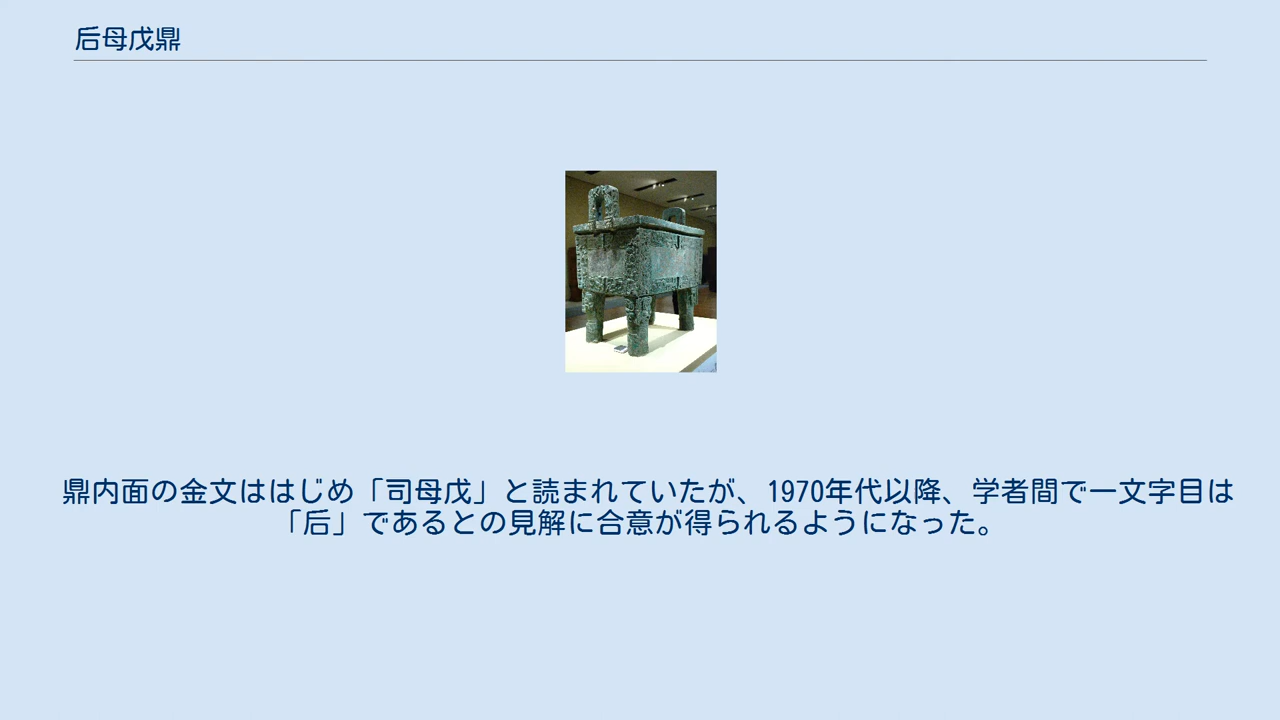 后母戊鼎
鼎内面の金文ははじめ「司母戊」と読まれていたが、1970年代以降、学者間で一文字目は
「后」であるとの見解に合意が得られるようになった。